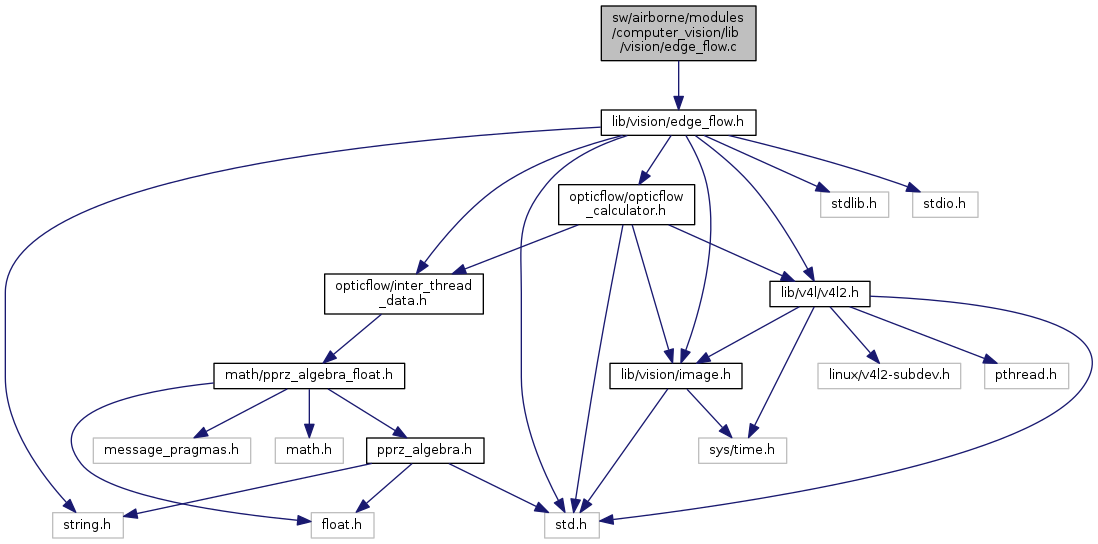 sw/airborne/modules
/computer_vision/lib
/vision/edge_flow.c
lib/vision/edge_flow.h
opticflow/opticflow
_calculator.h
stdlib.h
stdio.h
opticflow/inter_thread
_data.h
lib/v4l/v4l2.h
math/pprz_algebra_float.h
lib/vision/image.h
linux/v4l2-subdev.h
pthread.h
message_pragmas.h
math.h
pprz_algebra.h
sys/time.h
string.h
float.h
std.h